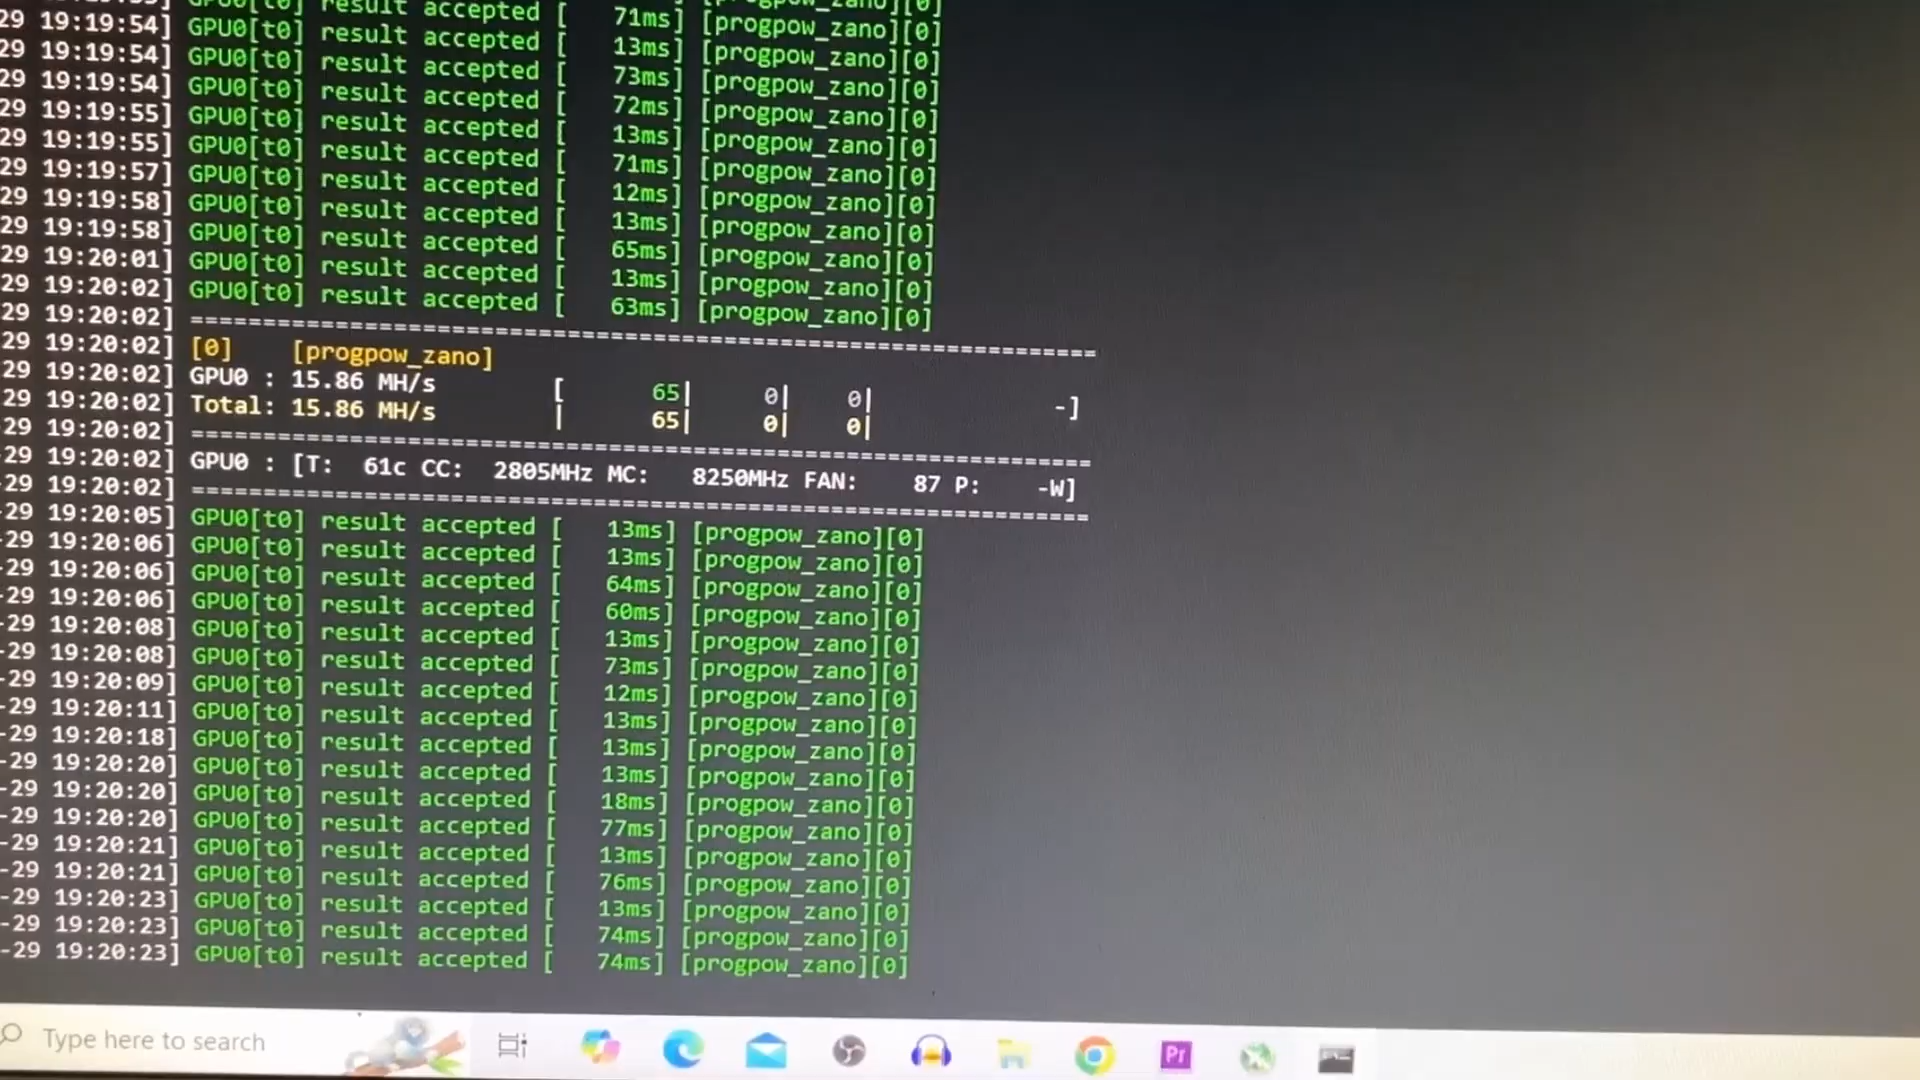 GPU0[t0] result accepted [ 71ms] [progpow_zano][0]
29 19:19:54] GPU0[t0] result accepted [ 13ms] [progpow_zano][0]
29 19:19:54] GPU0[t0] result accepted [ 73ms] [progpow_zano][0]
29 19:19:54] GPU0[t0] result accepted [ 72ms] [progpow_zano][0]
29 19:19:55] GPU0[t0] result accepted [ 13ms] [progpow_zano][0]
29 19:19:55] GPU0[t0] result accepted [ 71ms] [progpow_zano][0]
29 19:19:57] GPU0[t0] result accepted [ 12ms] [progpow_zano][0]
29 19:19:58] GPU0[t0] result accepted [ 13ms] [progpow_zano][0]
29 19:19:58] GPU0[t0] result accepted [ 65ms] [progpow_zano][0]
29 19:20:01] GPU0[t0] result accepted [ 13ms] [progpow_zano][0]
29 19:20:02] GPU0[t0] result accepted [ 63ms] [progpow_zano][0]
29 19:20:02] ================================================================
29 19:20:02] [0] [progpow_zano]
29 19:20:02] GPU0 : 15.86 MH/s [ 65| 0| 0| -]
29 19:20:02] Total: 15.86 MH/s | 65| 0| 0|
29 19:20:02] ================================================================
-29 19:20:02] GPU0 : [T: 61c CC: 2805MHz MC: 8250MHz FAN: 87 P: -W]
-29 19:20:02] ================================================================
-29 19:20:05] GPU0[t0] result accepted [ 13ms] [progpow_zano][0]
-29 19:20:06] GPU0[t0] result accepted [ 13ms] [progpow_zano][0]
-29 19:20:06] GPU0[t0] result accepted [ 64ms] [progpow_zano][0]
-29 19:20:06] GPU0[t0] result accepted [ 60ms] [progpow_zano][0]
-29 19:20:08] GPU0[t0] result accepted [ 13ms] [progpow_zano][0]
-29 19:20:08] GPU0[t0] result accepted [ 73ms] [progpow_zano][0]
-29 19:20:09] GPU0[t0] result accepted [ 12ms] [progpow_zano][0]
-29 19:20:11] GPU0[t0] result accepted [ 13ms] [progpow_zano][0]
-29 19:20:18] GPU0[t0] result accepted [ 13ms] [progpow_zano][0]
-29 19:20:20] GPU0[t0] result accepted [ 13ms] [progpow_zano][0]
-29 19:20:20] GPU0[t0] result accepted [ 18ms] [progpow_zano][0]
-29 19:20:20] GPU0[t0] result accepted [ 77ms] [progpow_zano][0]
-29 19:20:21] GPU0[t0] result accepted [ 13ms] [progpow_zano][0]
-29 19:20:21] GPU0[t0] result accepted [ 76ms] [progpow_zano][0]
-29 19:20:23] GPU0[t0] result accepted [ 13ms] [progpow_zano][0]
-29 19:20:23] GPU0[t0] result accepted [ 74ms] [progpow_zano][0]
-29 19:20:23] GPU0[t0] result accepted [ 74ms] [progpow_zano][0]
Type here to search
Pr